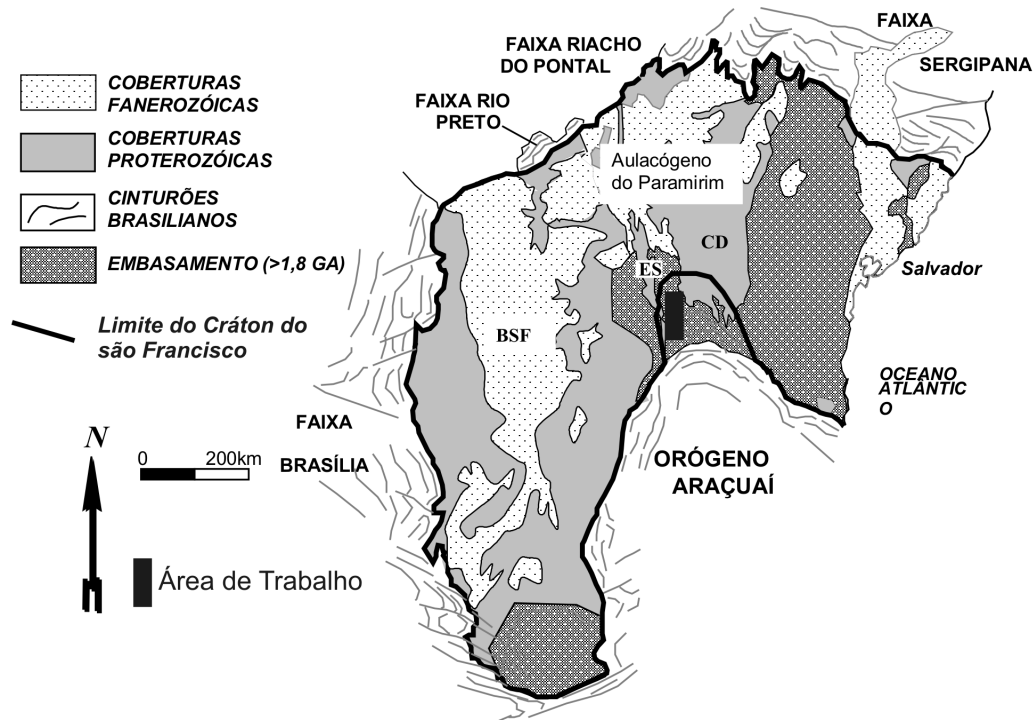 FAIXA
SERGIPANA
FAIXA RIACHO
DO PONTAL
FAIXA RIO
PRETO
COBERTURAS
FANEROZÓICAS
COBERTURAS
PROTEROZÓICAS
CINTURÕES
BRASILIANOS
EMBASAMENTO (>1,8 GA)
Limite do Cráton do
são Francisco
Aulacógeno
do Paramirim
CD
ES
BSF
Salvador
OCEANO
ATLÂNTIC
O
FAIXA
BRASÍLIA
ORÓGENO
ARAÇUAÍ
N
0 200km
Área de Trabalho